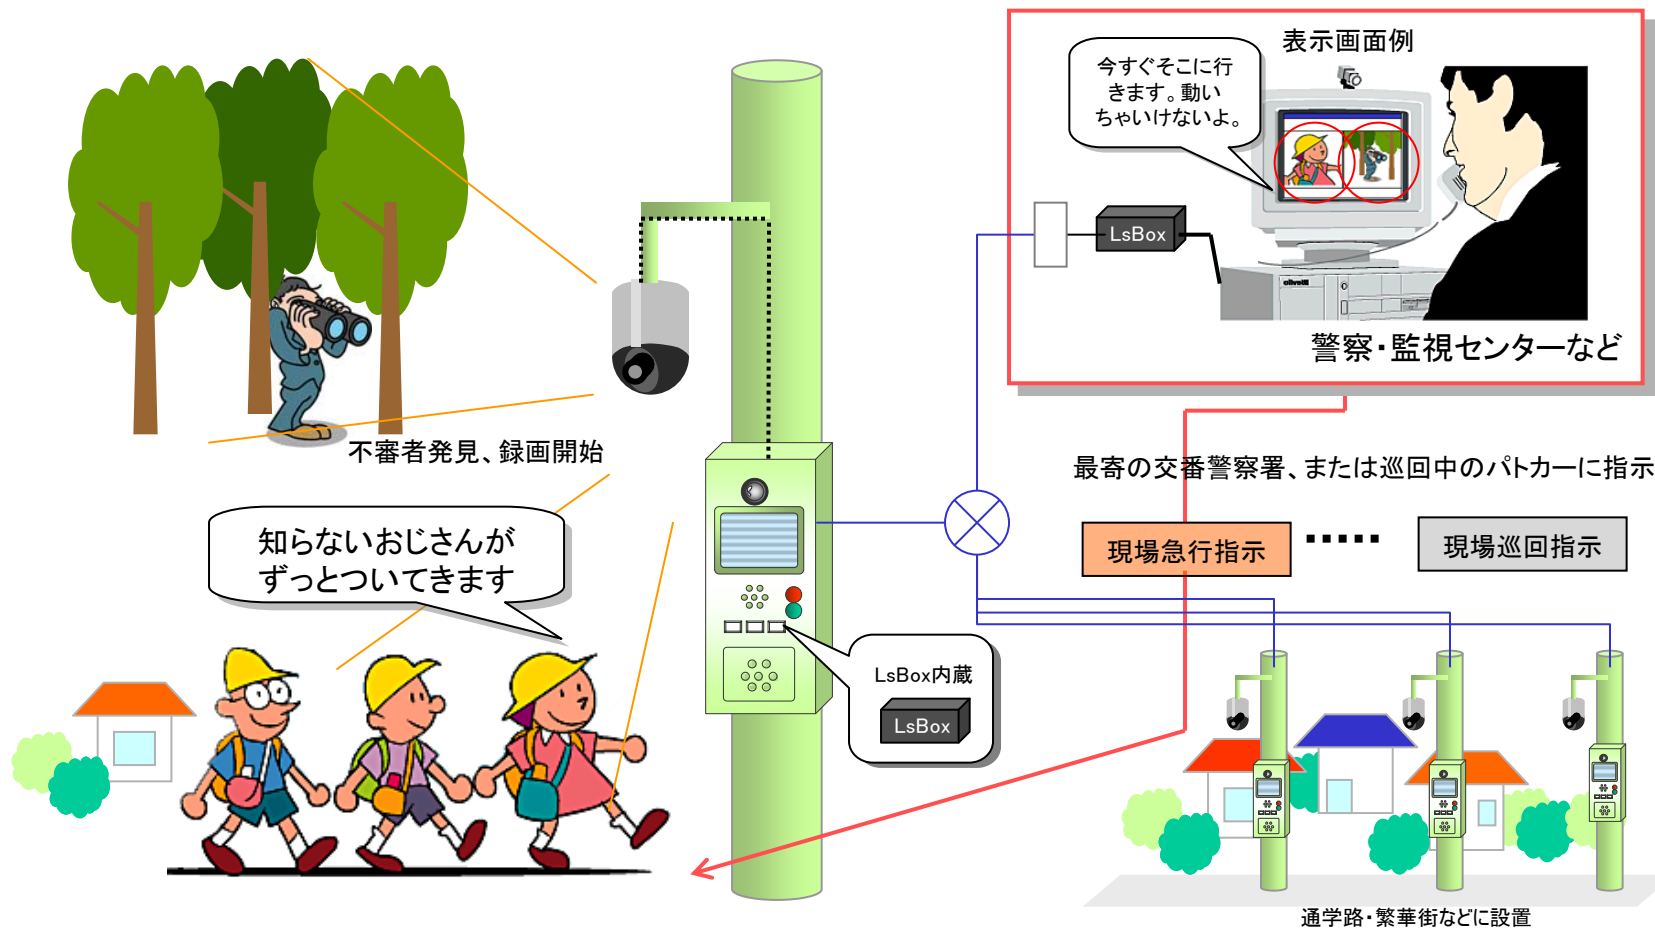 表示画面例
今すぐそこに行
きます。動い
ちゃいけないよ。
LsBox
olivetti
警察・監視センターなど
不審者発見、録画開始
最寄の交番警察署、または巡回中のパトカーに指示
知らないおじさんが
ずっとついてきます
現場急行指示
現場巡回指示
LsBox内蔵
LsBox
通学路・繁華街などに設置